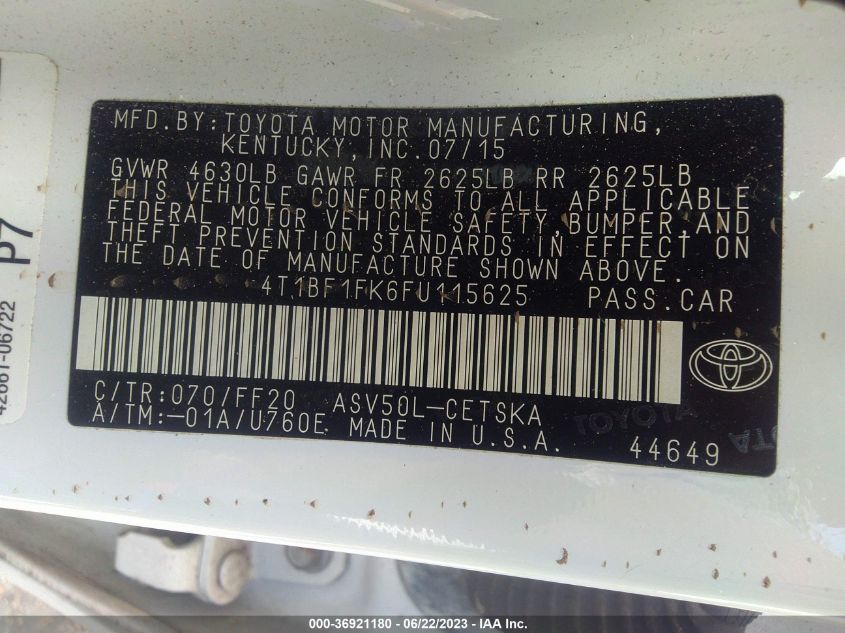 MFD.BY:TOYOTA MOTOR MANUFACTURING,
KENTUCKY,INC.07/15
GVWR 4630LB GAWR FR 2625LB RR 2625LB
THIS VEHICLE CONFORMS TO ALL APPLICABLE
FEDERAL MOTOR VEHICLE SAFETY,BUMPER,AND
THEFT PREVENTION STANDARDS IN EFFECT ON
THE DATE OF MANUFACTURE SHOWN ABOVE.
4T1BF1FK6FU115625 PASS.CAR
C/TR:070/FF20 ASV50L-CETSKA
A/TM:-01A/U760E MADE IN U.S.A. 44649
TOYOTA
P7
42661-06722
000-36921180 - 06/22/2023 - IAA Inc.